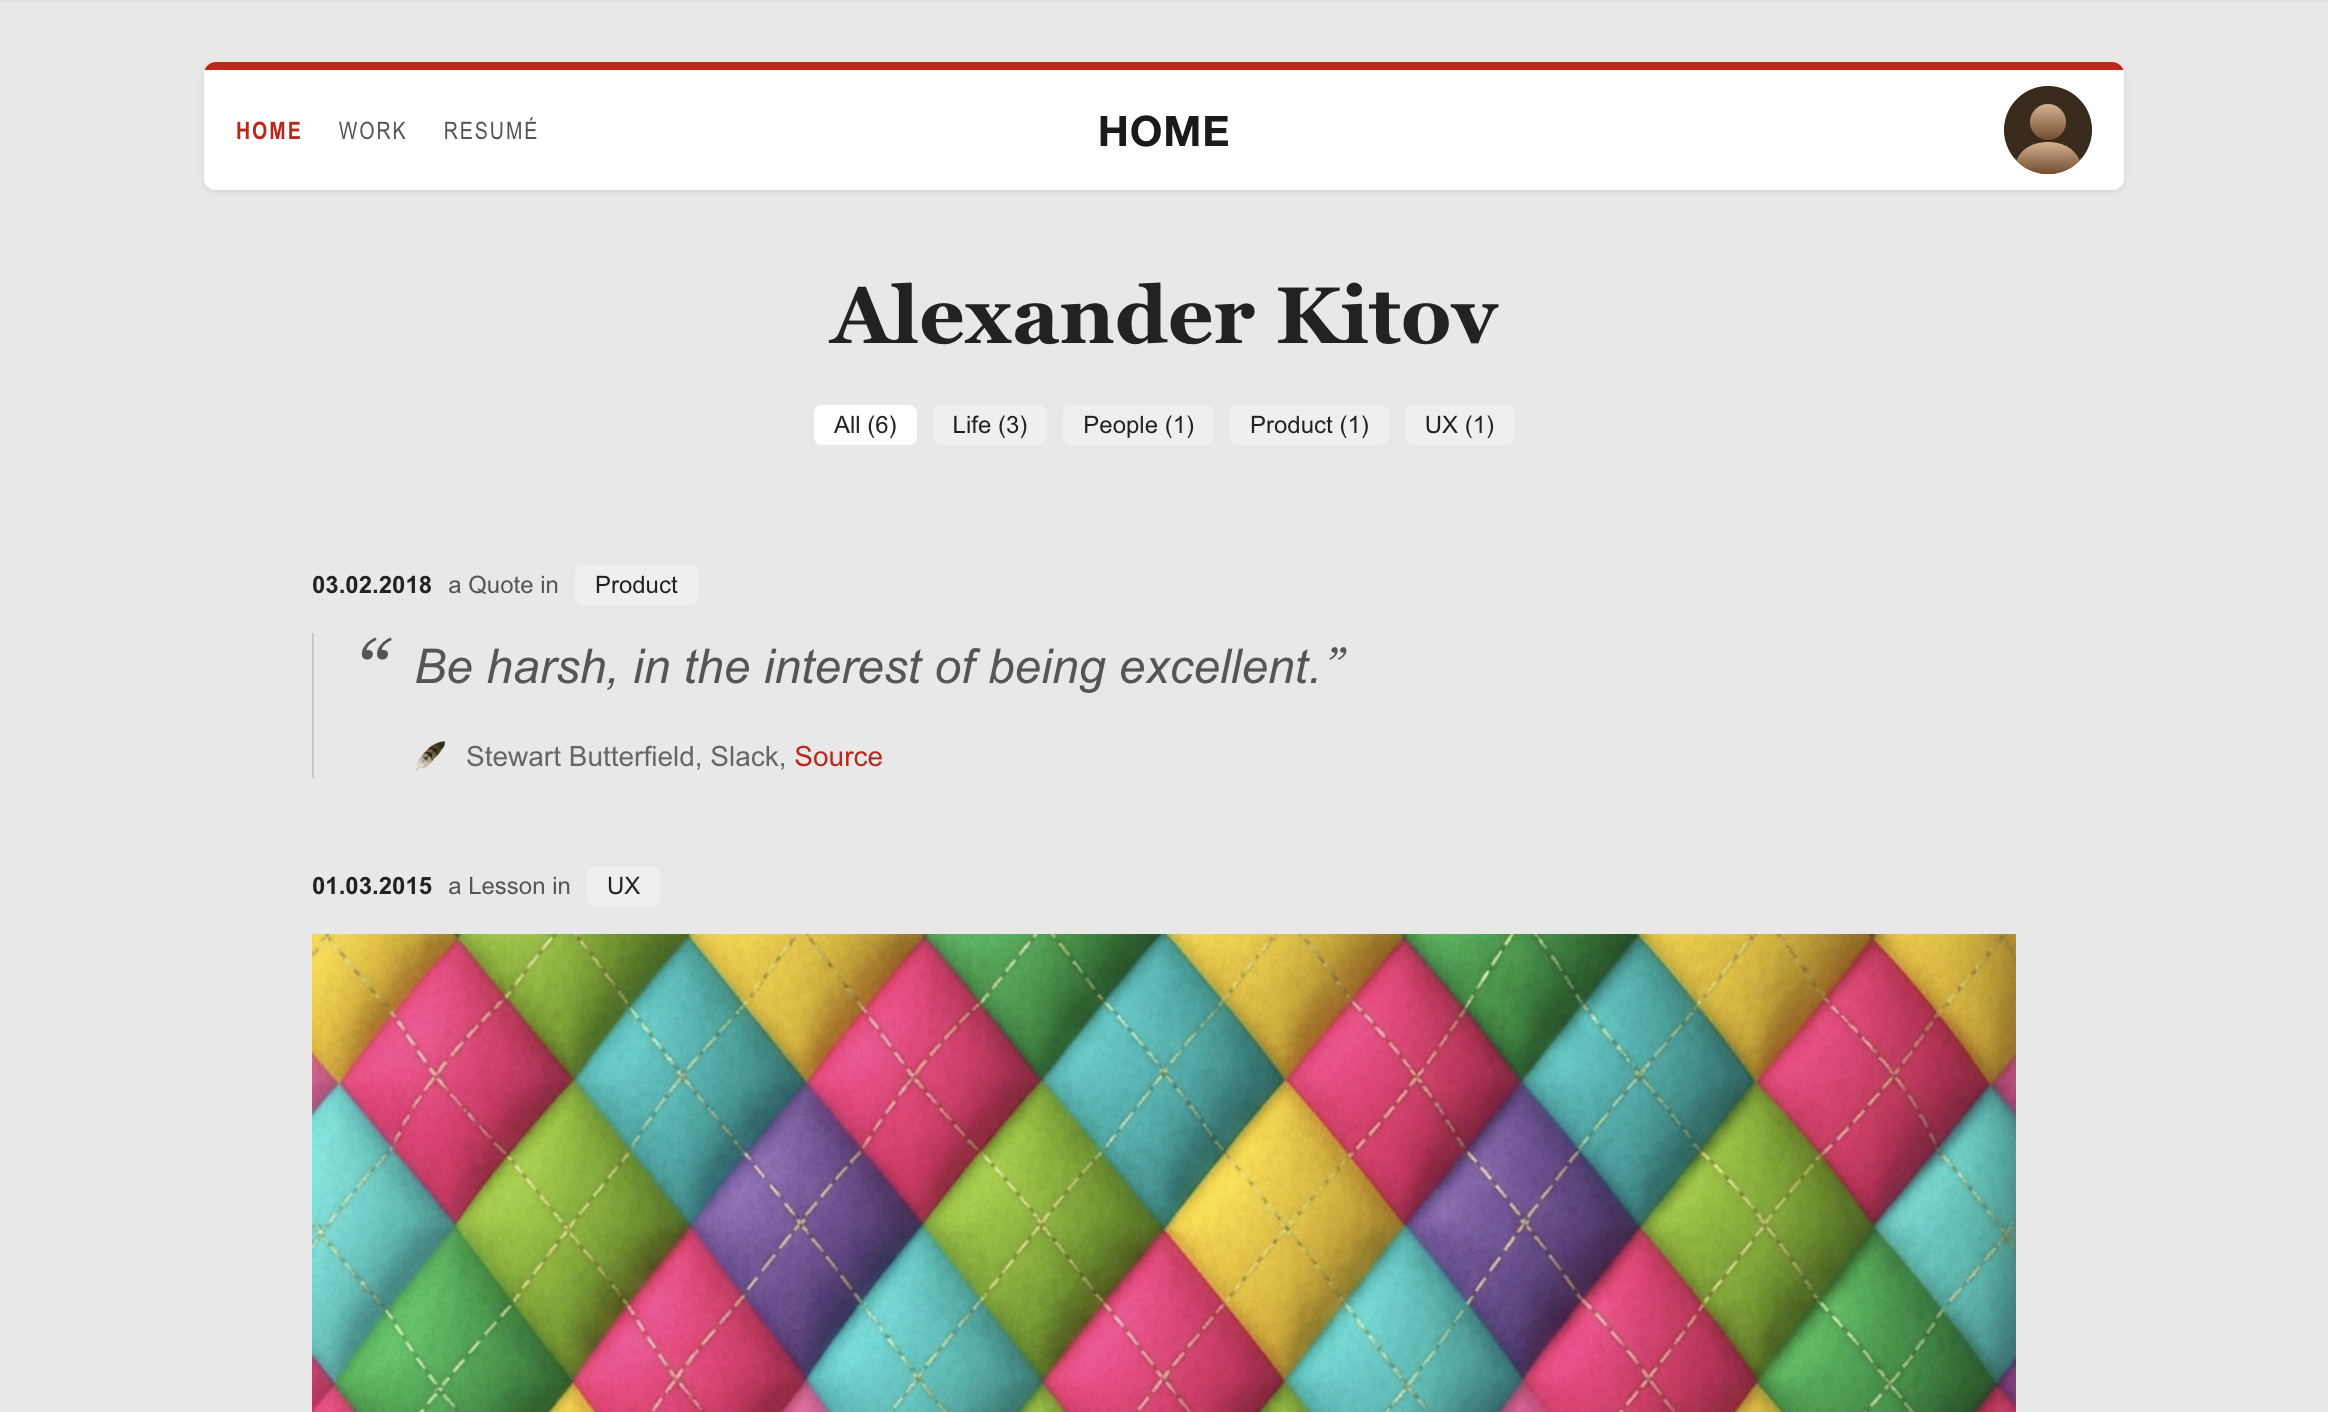 HOME WORK RESUMÉ HOME
Alexander Kitov
All (6) Life (3) People (1) Product (1) UX (1)
03.02.2018 a Quote in Product
“ Be harsh, in the interest of being excellent.”
Stewart Butterfield, Slack, Source
01.03.2015 a Lesson in UX